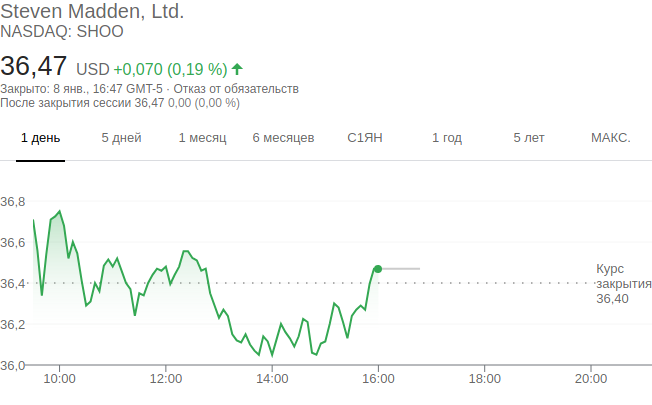 Steven Madden, Ltd.
NASDAQ: SHOO
36,47 USD +0,070 (0,19 %)
Закрыто: 8 янв., 16:47 GMT-5 · Отказ от обязательств
После закрытия сессии 36,47 0,00 (0,00 %)
1 день 5 дней 1 месяц 6 месяцев С1ЯН 1 год 5 лет МАКС.
36,8
36,6
36,4
36,2
36,0
Курс
закрытия
36,40
10:00 12:00 14:00 16:00 18:00 20:00